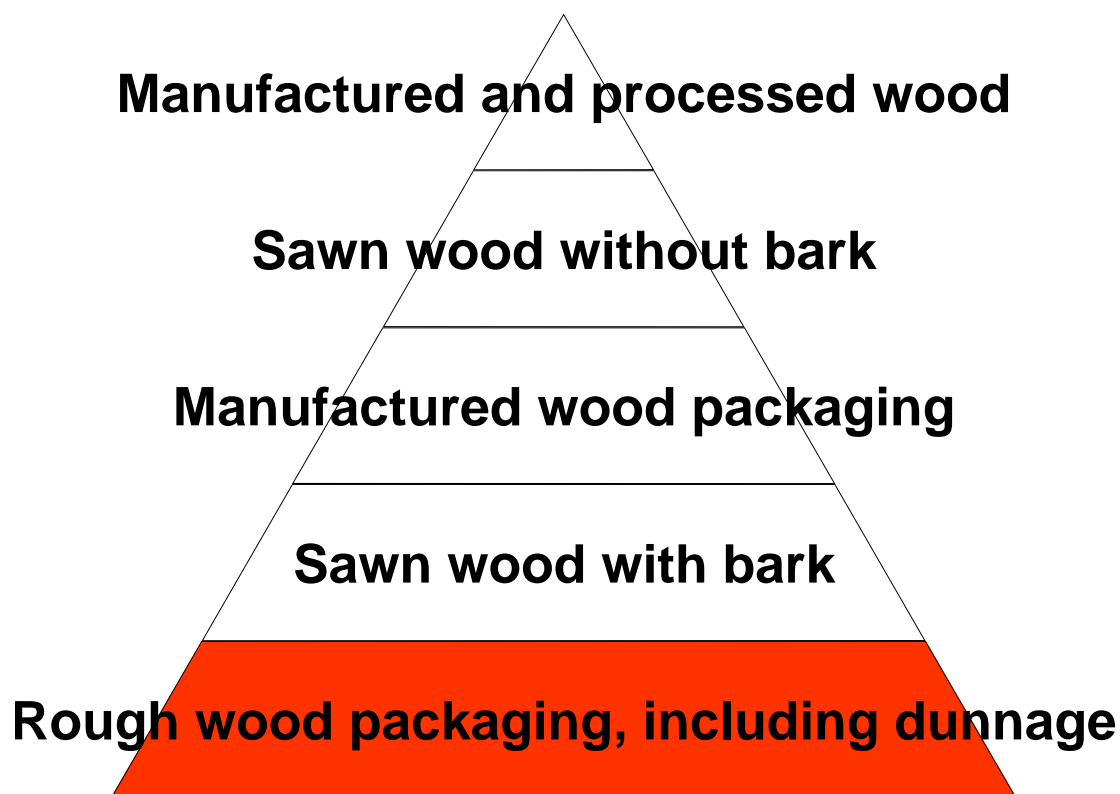 Manufactured and processed wood
Sawn wood without bark
Manufactured wood packaging
Sawn wood with bark
Rough wood packaging, including dunnage